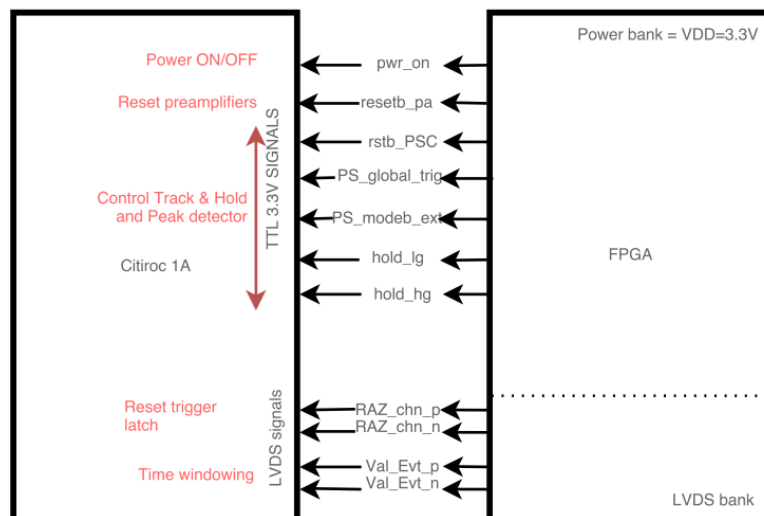 Power bank = VDD=3.3V
Power ON/OFF
pwr_on
Reset preamplifiers
resetb_pa
rstb_PSC
TTL 3.3V SIGNALS
PS_global_trig
Control Track & Hold
and Peak detector
PS_modeb_ext
Citiroc 1A
hold_lg
FPGA
hold_hg
Reset trigger
latch
RAZ_chn_p
RAZ_chn_n
LVDS signals
Time windowing
Val_Evt_p
Val_Evt_n
LVDS bank